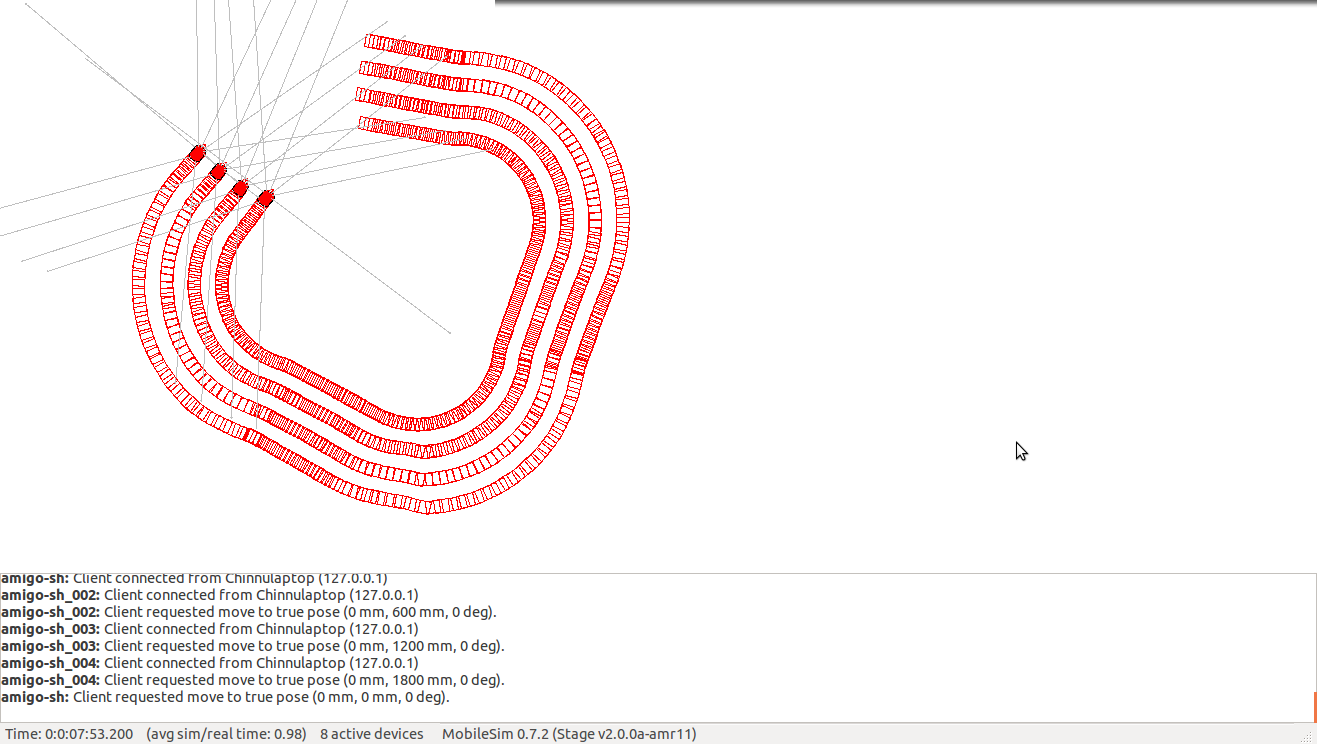 amigo-sh: Client connected from Chinnulaptop (127.0.0.1)
amigo-sh_002: Client connected from Chinnulaptop (127.0.0.1)
amigo-sh_002: Client requested move to true pose (0 mm, 600 mm, 0 deg).
amigo-sh_003: Client connected from Chinnulaptop (127.0.0.1)
amigo-sh_003: Client requested move to true pose (0 mm, 1200 mm, 0 deg).
amigo-sh_004: Client connected from Chinnulaptop (127.0.0.1)
amigo-sh_004: Client requested move to true pose (0 mm, 1800 mm, 0 deg).
amigo-sh: Client requested move to true pose (0 mm, 0 mm, 0 deg).
Time: 0:0:07:53.200 (avg sim/real time: 0.98) 8 active devices MobileSim 0.7.2 (Stage v2.0.0a-amr11)